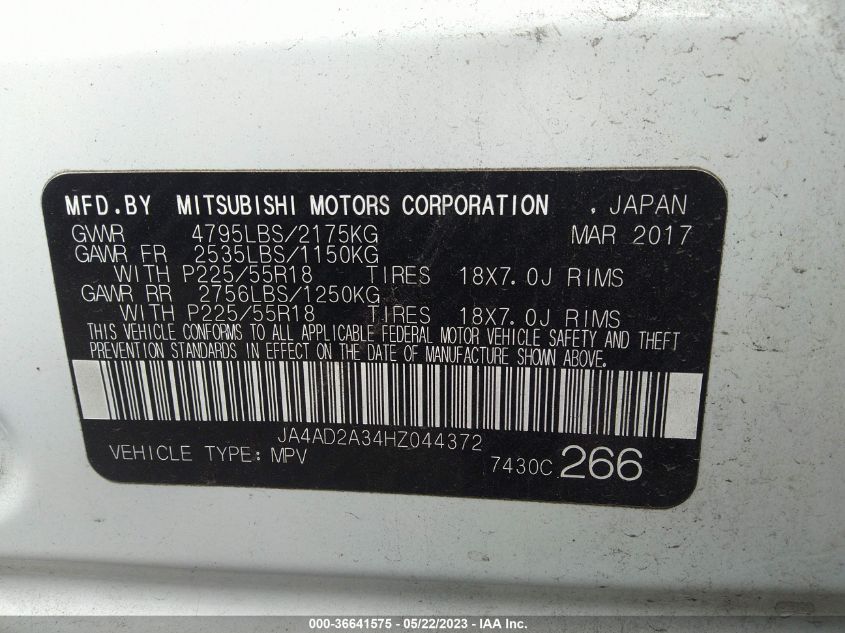 MFD.BY MITSUBISHI MOTORS CORPORATION , JAPAN
GVWR 4795LBS/2175KG MAR 2017
GAWR FR 2535LBS/1150KG
WITH P225/55R18 TIRES 18X7.0J RIMS
GAWR RR 2756LBS/1250KG
WITH P225/55R18 TIRES 18X7.0J RIMS
THIS VEHICLE CONFORMS TO ALL APPLICABLE FEDERAL MOTOR VEHICLE SAFETY AND THEFT
PREVENTION STANDARDS IN EFFECT ON THE DATE OF MANUFACTURE SHOWN ABOVE.
JA4AD2A34HZ044372
VEHICLE TYPE: MPV 7430C 266
000-36641575 - 05/22/2023 - IAA Inc.